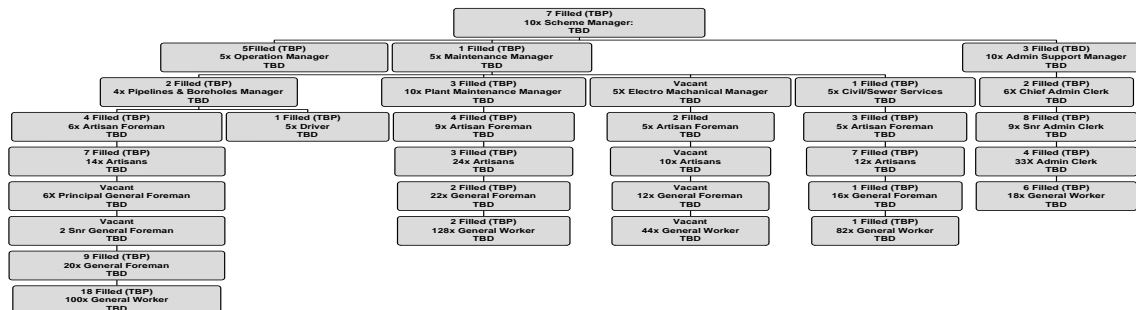 7 Filled (TBP)
10x Scheme Manager:
TBD
5Filled (TBP)
5x Operation Manager
TBD
1 Filled (TBP)
5x Maintenance Manager
TBD
3 Filled (TBD)
10x Admin Support Manager
TBD
2 Filled (TBP)
4x Pipelines & Boreholes Manager
TBD
3 Filled (TBP)
10x Plant Maintenance Manager
TBD
Vacant
5X Electro Machanical Manager
TBD
1 Filled (TBP)
5x Civil/Sewer Services
TBD
2 Filled (TBP)
6X Chief Admin Clerk
TBD
4 Filled (TBP)
6x Artisan Foreman
TBD
1 Filled (TBP)
5x Driver
TBD
4 Filled (TBP)
9x Artisan Foreman
TBD
2 Filled
5x Artisan Foreman
TBD
3 Filled (TBP)
5x Artisan Foreman
TBD
8 Filled (TBP)
9x Snr Admin Clerk
TBD
7 Filled (TBP)
14x Artisans
TBD
3 Filled (TBP)
24x Artisans
TBD
Vacant
10x Artisans
TBD
7 Filled (TBP)
12x Artisans
TBD
4 Filled (TBP)
33X Admin Clerk
TBD
Vacant
6X Principal General Foreman
TBD
2 Filled (TBP)
22x General Foreman
TBD
Vacant
12x General Foreman
TBD
1 Filled (TBP)
16x General Foreman
TBD
6 Filled (TBP)
18x General Worker
TBD
Vacant
2 Snr General Foreman
TBD
2 Filled (TBP)
128x General Worker
TBD
Vacant
44x General Worker
TBD
1 Filled (TBP)
82x General Worker
TBD
9 Filled (TBP)
20x General Foreman
TBD
18 Filled (TBP)
100x General Worker
TBD